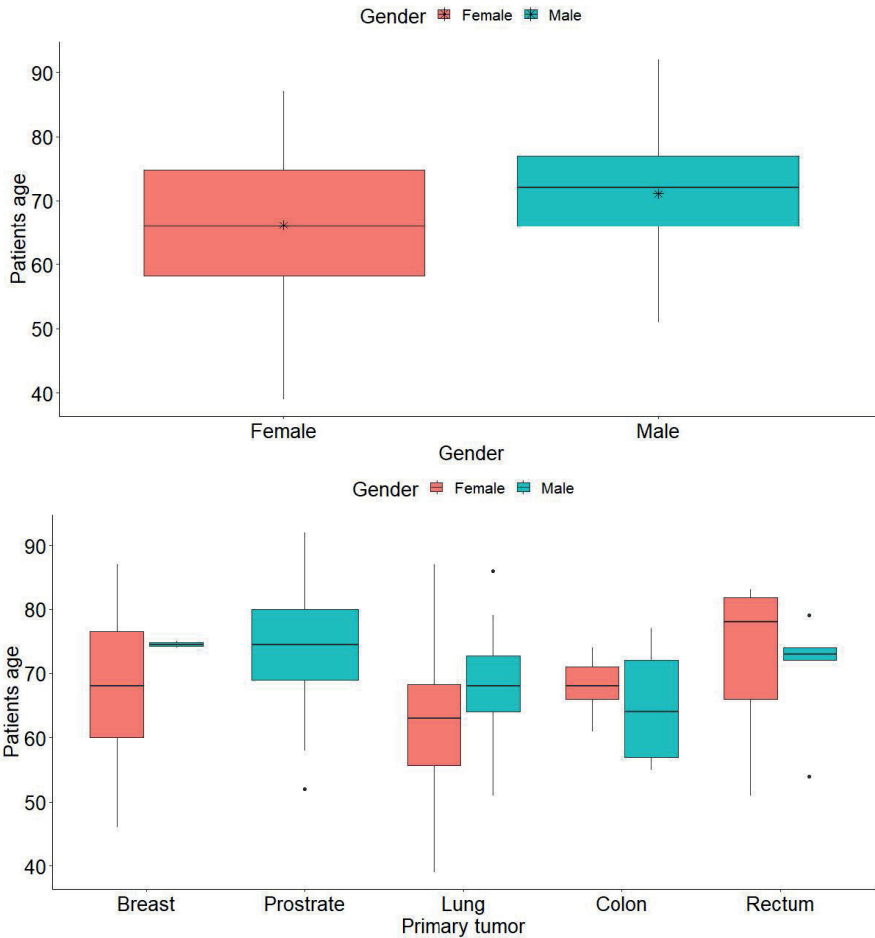 Gender Female Male
Patients age
90
80
70
60
50
40
Female Male
Gender
Gender Female Male
Patients age
90
80
70
60
50
40
Breast Prostrate Lung Colon Rectum
Primary tumor